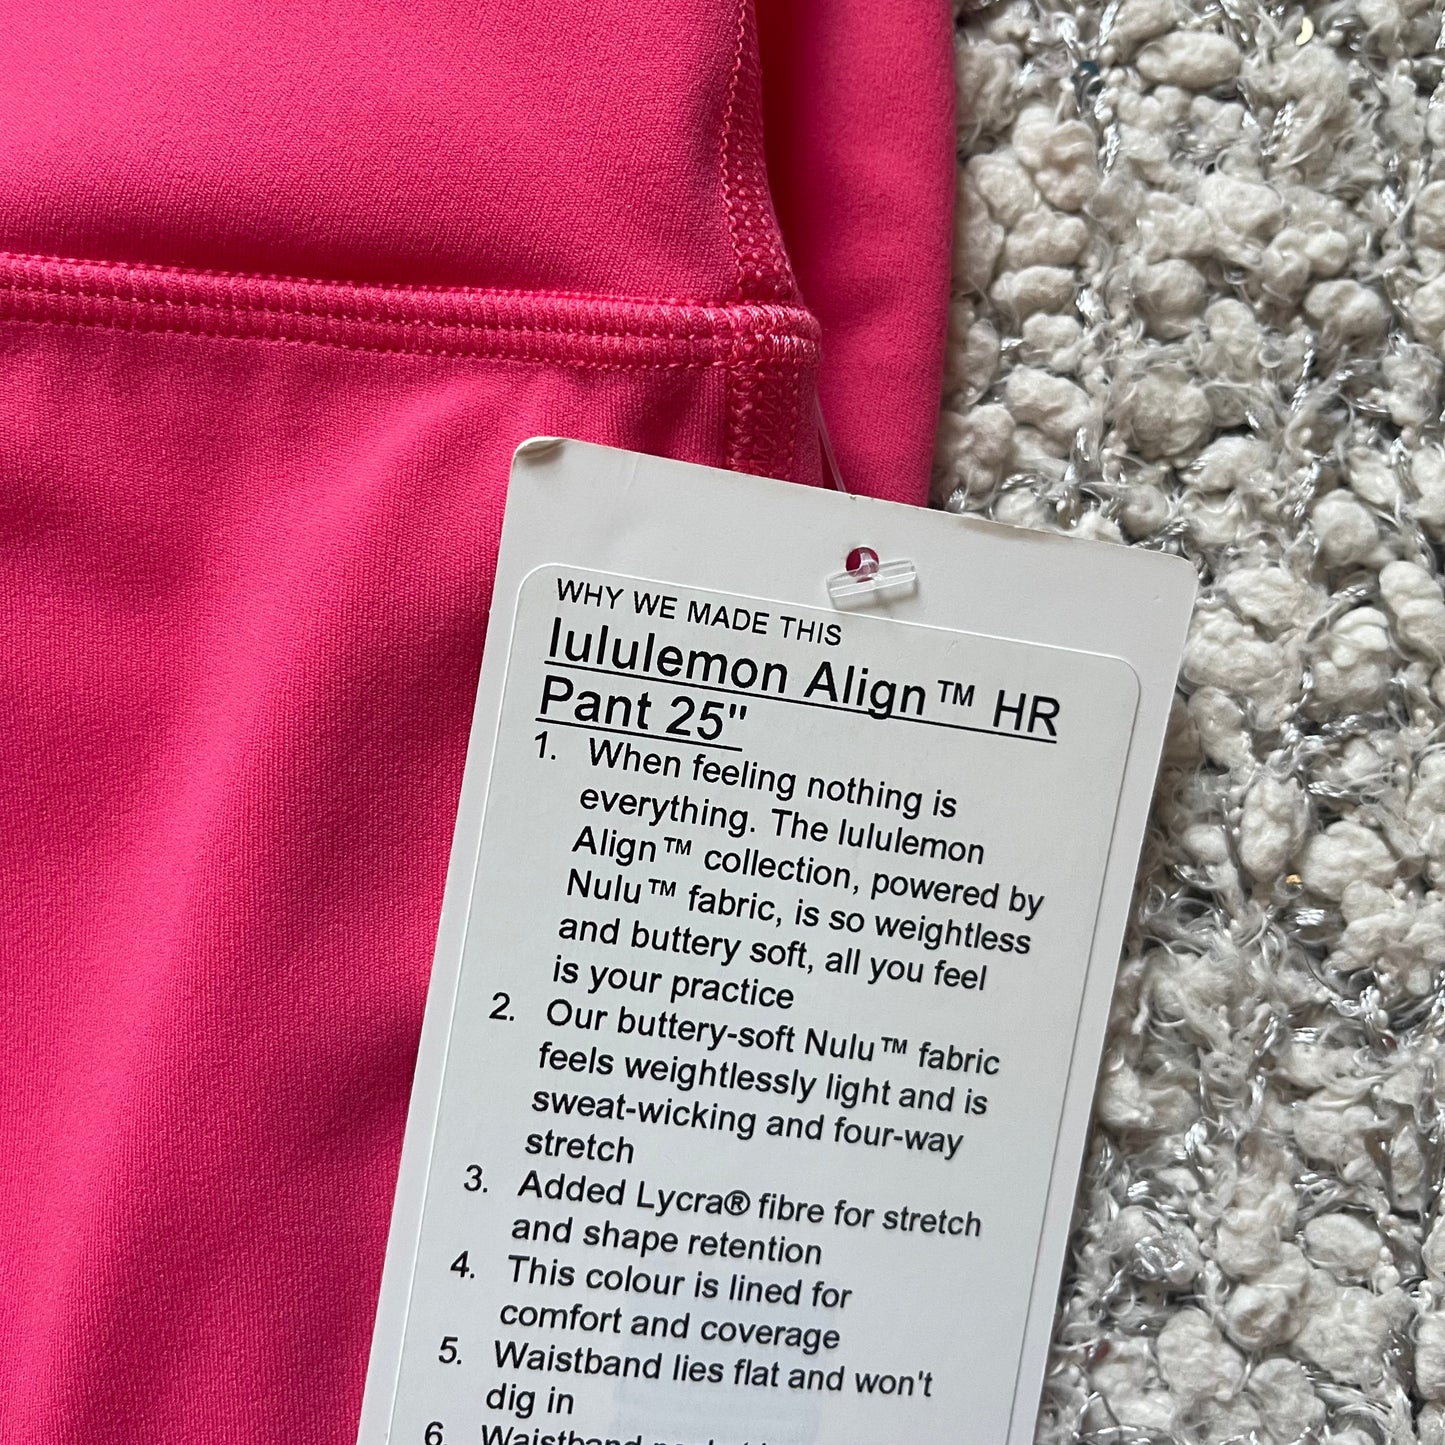 WHY WE MADE THIS
lululemon Align™ HR
Pant 25"
1. When feeling nothing is
everything. The lululemon
Align™ collection, powered by
Nulu™ fabric, is so weightless
and buttery soft, all you feel
is your practice
2. Our buttery-soft Nulu™ fabric
feels weightlessly light and is
sweat-wicking and four-way
stretch
3. Added Lycra® fibre for stretch
and shape retention
4. This colour is lined for
comfort and coverage
5. Waistband lies flat and won't
dig in
6. Waistband